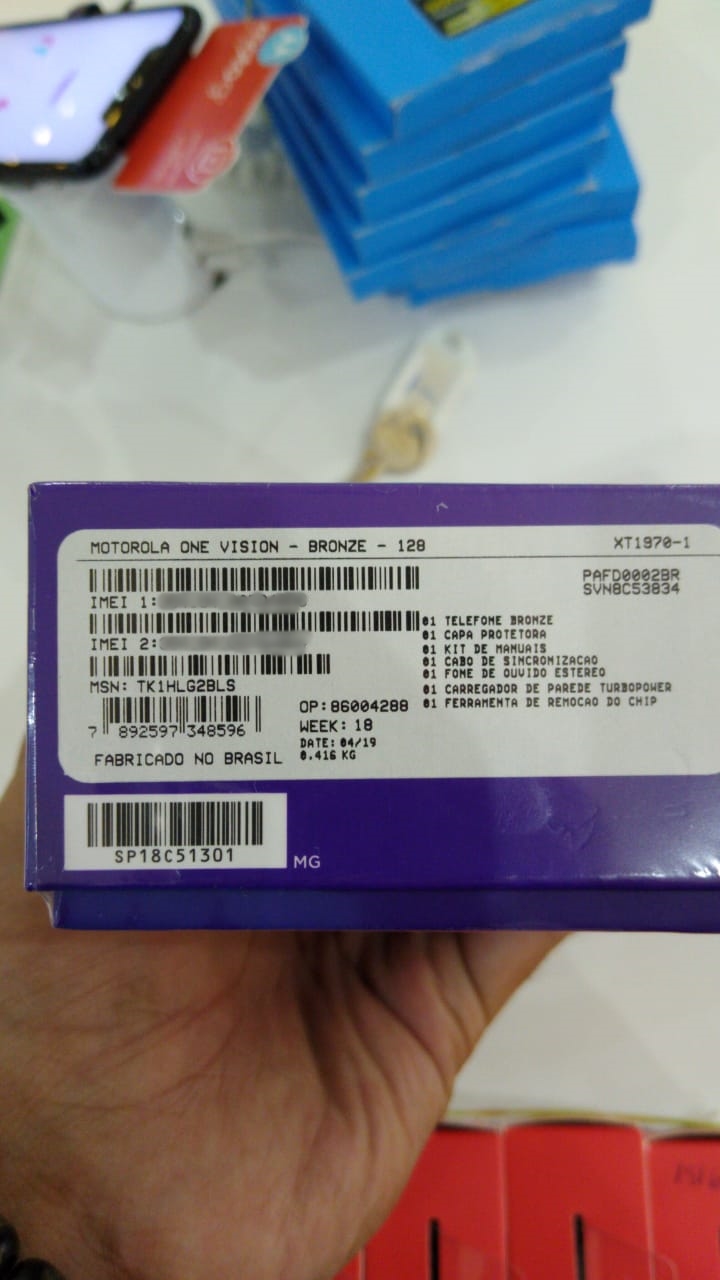 MOTOROLA ONE VISION - BRONZE - 128
XT1970-1
PAFD0002BR
SVN8C53834
IMEI 1:
IMEI 2:
MSN: TK1HLG2BLS
7 892597 348596
FABRICADO NO BRASIL
OP: 86004288
WEEK: 18
DATE: 04/19
0.416 KG
01 TELEFONE BRONZE
01 CAPA PROTETORA
01 KIT DE MANUAIS
01 CABO DE SINCRONIZACAO
01 FONE DE OUVIDO ESTEREO
01 CARREGADOR DE PAREDE TURBOPOWER
01 FERRAMENTA DE REMOCAO DO CHIP
SP18C51301
MG